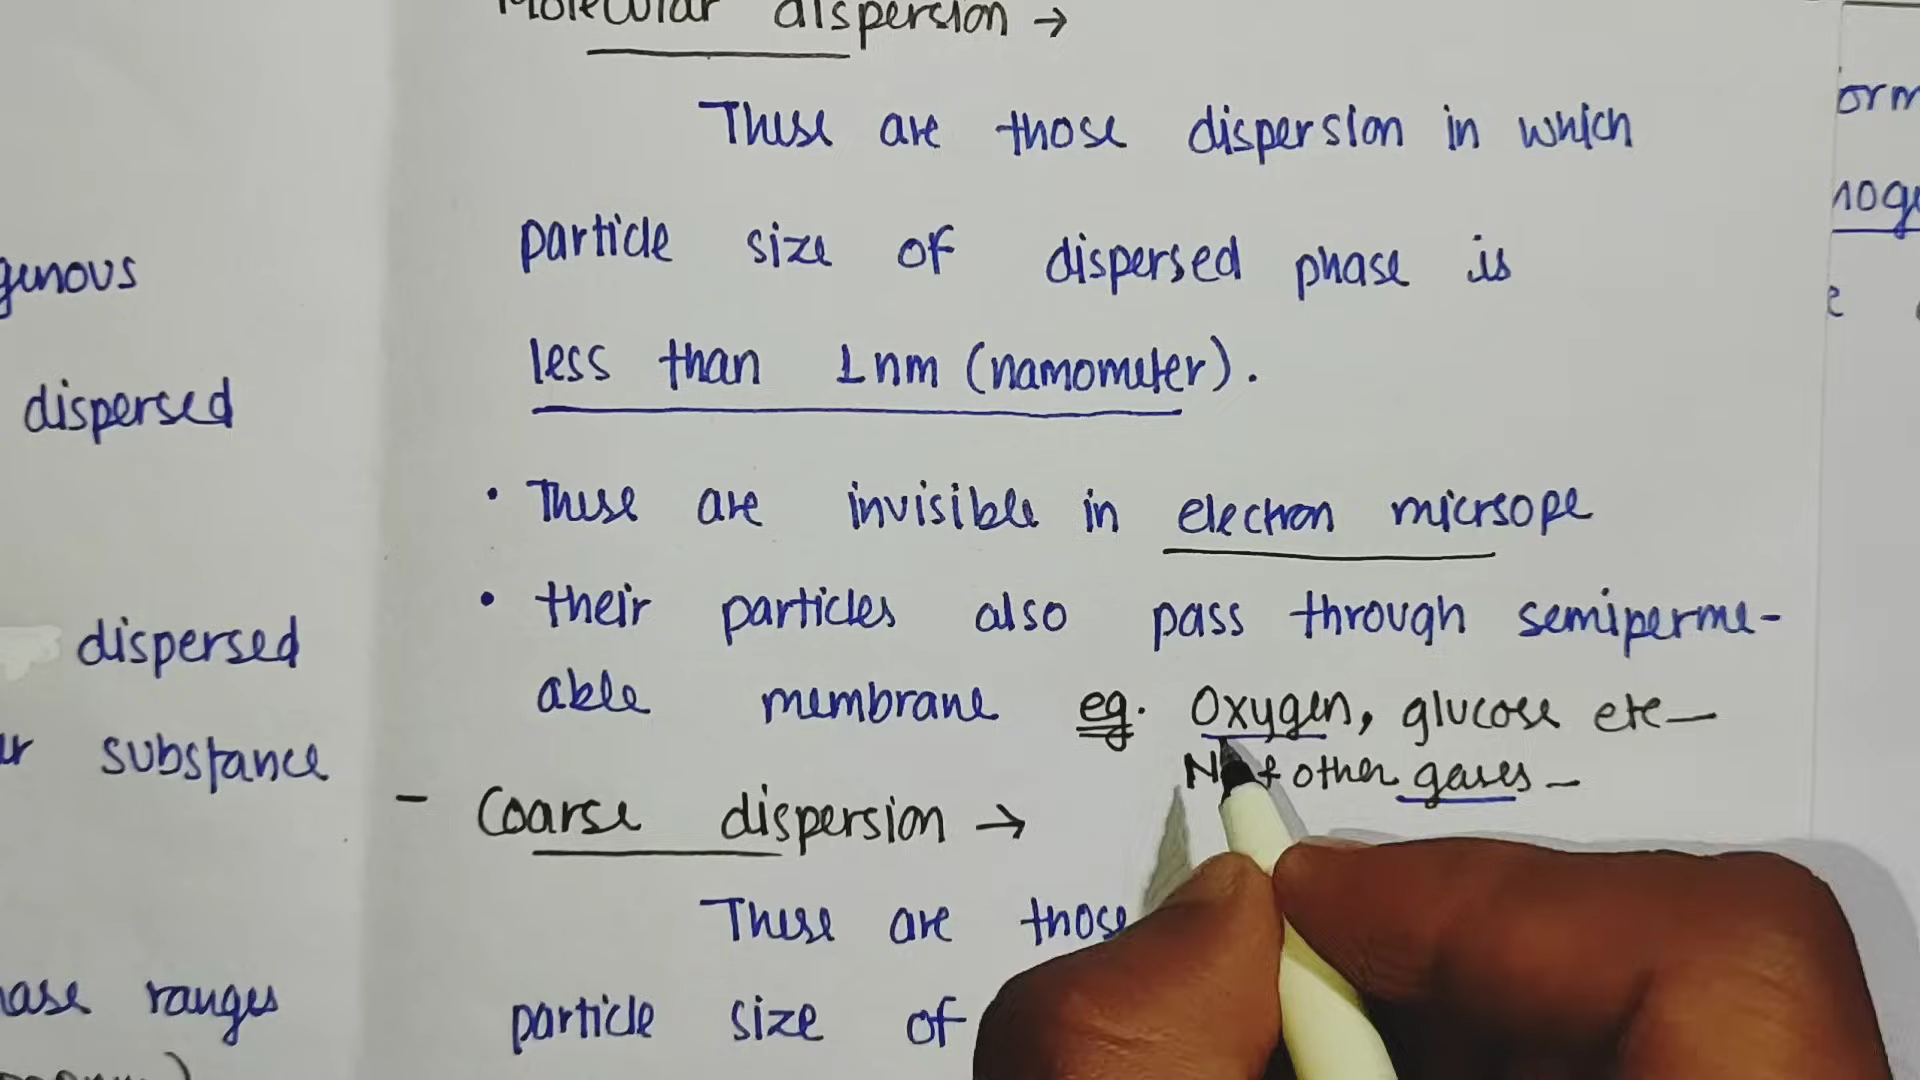 Molecular dispersion →
These are those dispersion in which
particle size of dispersed phase is
less than 1nm (namometer).
• These are invisible in electron micrsope
• their particles also pass through semiperme-
able membrane eg. Oxygen, glucose etc—
& other gases —
- Coarse dispersion →
These are those
particle size of
genous
dispersed
dispersed
substance
ranges